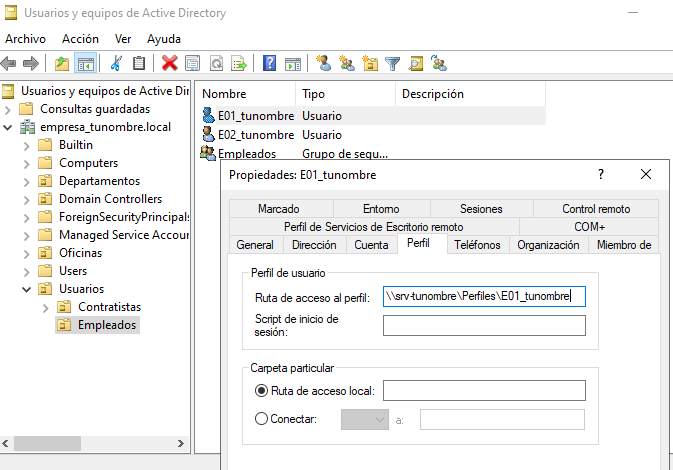 Usuarios y equipos de Active Directory
Archivo Acción Ver Ayuda
Usuarios y equipos de Active Direc
Consultas guardadas
empresa_tunombre.local
Builtin
Computers
Departamentos
Domain Controllers
ForeignSecurityPrincipals
Managed Service Accour
Oficinas
Users
Usuarios
Contratistas
Empleados
Nombre Tipo Descripción
E01_tunombre Usuario
E02_tunombre Usuario
Empleados Grupo de segu...
Propiedades: E01_tunombre ?
Marcado Entorno Sesiones Control remoto
Perfil de Servicios de Escritorio remoto COM+
General Dirección Cuenta Perfil Teléfonos Organización Miembro de
Perfil de usuario
Ruta de acceso al perfil: \\srv-tunombre\Perfiles\E01_tunombre
Script de inicio de
sesión:
Carpeta particular
Ruta de acceso local:
Conectar: a: